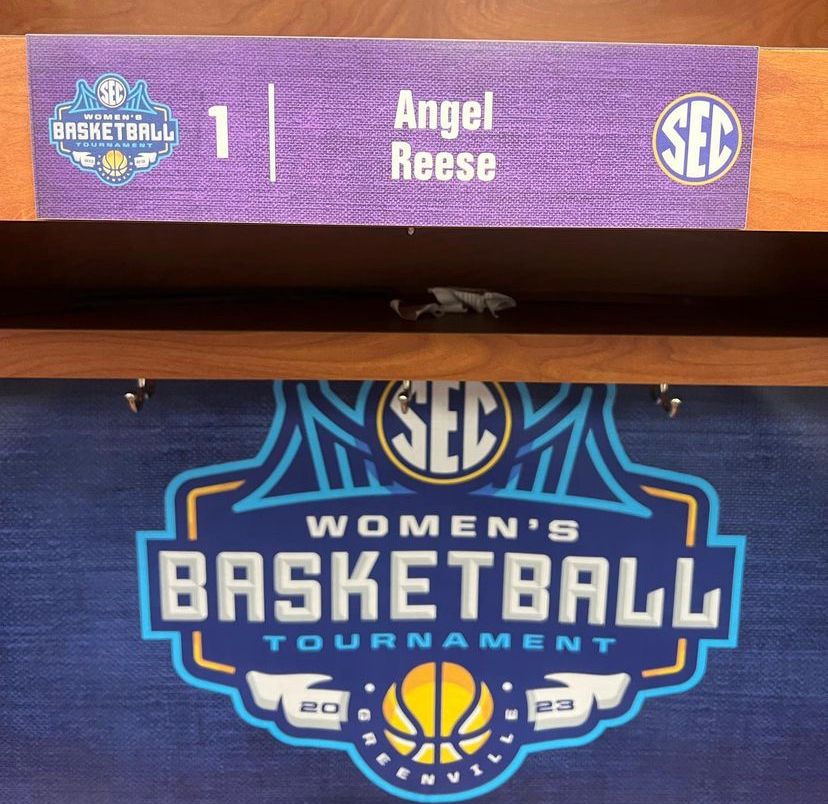 SEC
WOMEN'S
BASKETBALL
TOURNAMENT
1
Angel
Reese
SEC
SEC
WOMEN'S
BASKETBALL
TOURNAMENT
20 23
GREENVILLE